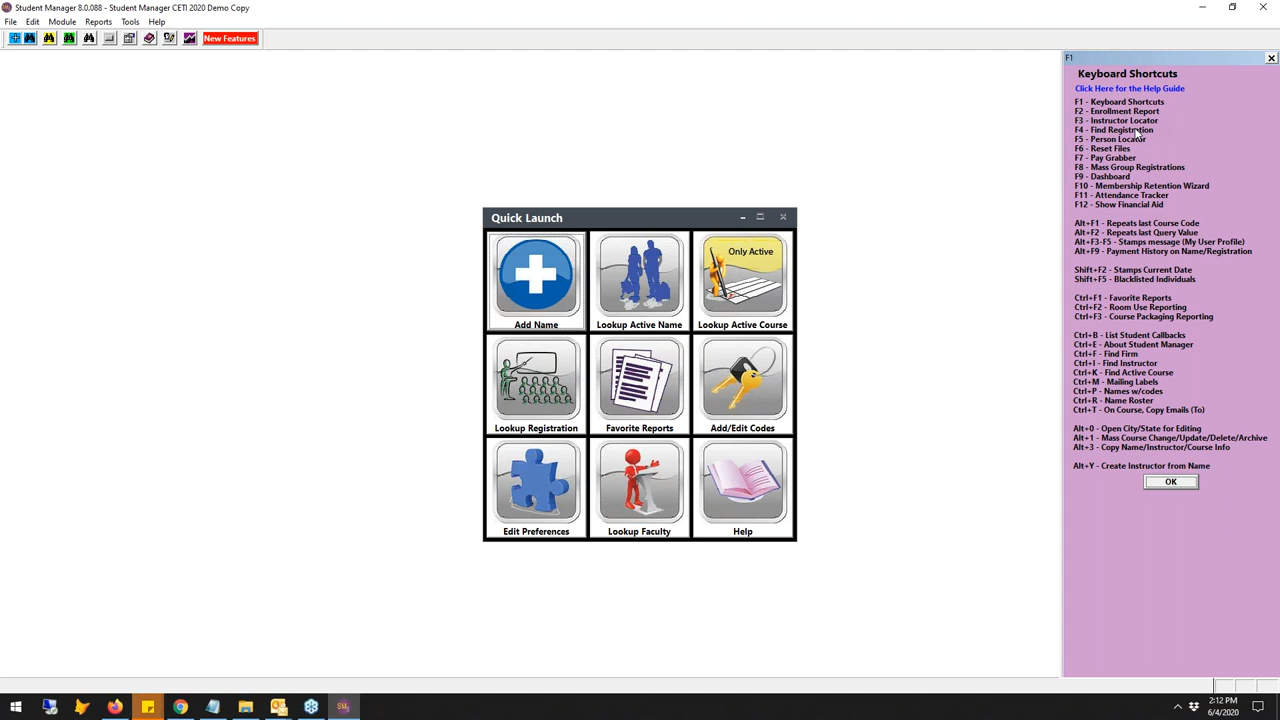 Student Manager 8.0.088 - Student Manager CETI 2020 Demo Copy
File Edit Module Reports Tools Help
New Features
F1
Keyboard Shortcuts
Click Here for the Help Guide
F1 - Keyboard Shortcuts
F2 - Enrollment Report
F3 - Instructor Locator
F4 - Find Registration
F5 - Person Locator
F6 - Reset Files
F7 - Pay Grabber
F8 - Mass Group Registrations
F9 - Dashboard
F10 - Membership Retention Wizard
F11 - Attendance Tracker
F12 - Show Financial Aid
Alt+F1 - Repeats last Course Code
Alt+F2 - Repeats last Query Value
Alt+F3-F5 - Stamps message (My User Profile)
Alt+F9 - Payment History on Name/Registration
Shift+F2 - Stamps Current Date
Shift+F5 - Blacklisted Individuals
Ctrl+F1 - Favorite Reports
Ctrl+F2 - Room Use Reporting
Ctrl+F3 - Course Packaging Reporting
Ctrl+B - List Student Callbacks
Ctrl+E - About Student Manager
Ctrl+F - Find Firm
Ctrl+I - Find Instructor
Ctrl+K - Find Active Course
Ctrl+M - Mailing Labels
Ctrl+P - Names w/codes
Ctrl+R - Name Roster
Ctrl+T - On Course, Copy Emails (To)
Alt+0 - Open City/State for Editing
Alt+1 - Mass Course Change/Update/Delete/Archive
Alt+3 - Copy Name/Instructor/Course Info
Alt+Y - Create Instructor from Name
OK
Quick Launch
Only Active
Add Name Lookup Active Name Lookup Active Course
Lookup Registration Favorite Reports Add/Edit Codes
Edit Preferences Lookup Faculty Help
2:12 PM
6/4/2020